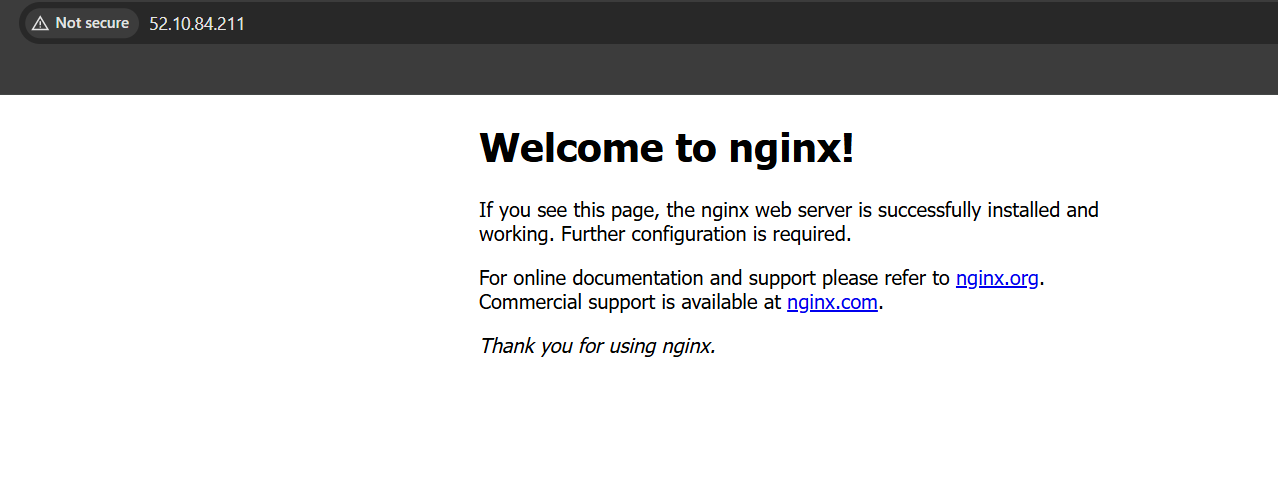 Not secure 52.10.84.211
Welcome to nginx!
If you see this page, the nginx web server is successfully installed and
working. Further configuration is required.
For online documentation and support please refer to nginx.org.
Commercial support is available at nginx.com.
Thank you for using nginx.